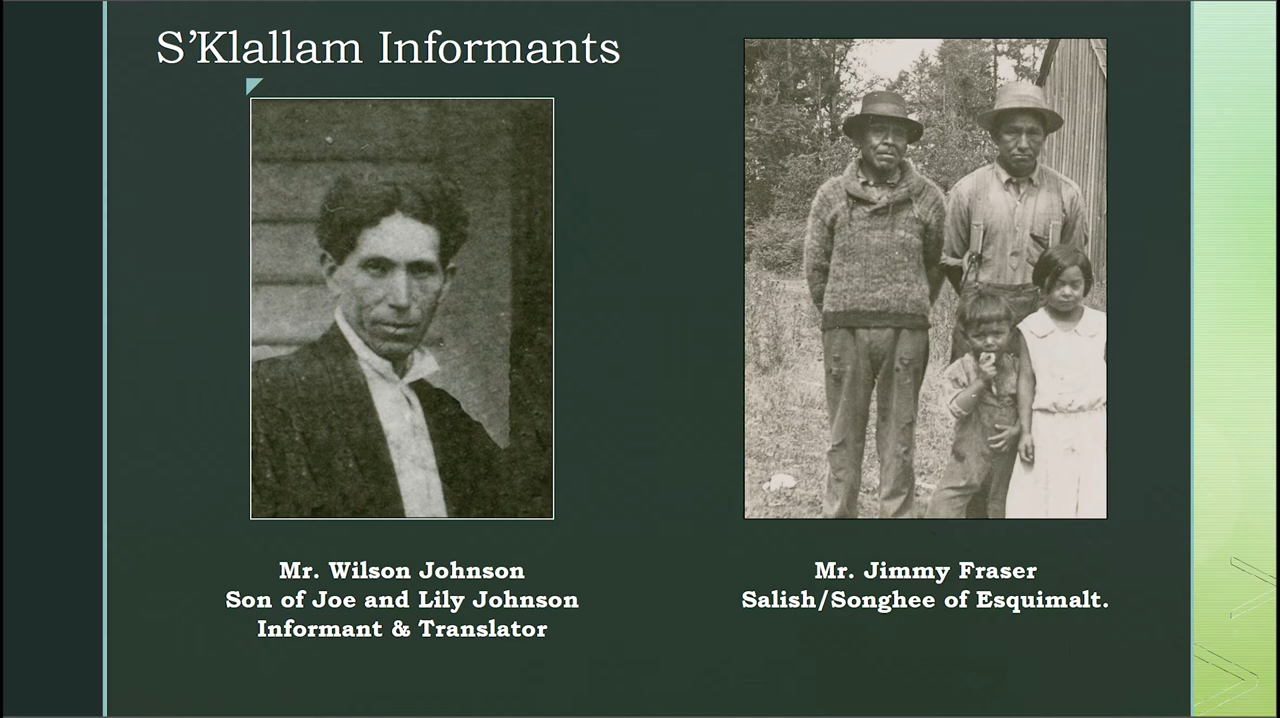 S’Klallam Informants
Mr. Wilson Johnson
Son of Joe and Lily Johnson
Informant & Translator
Mr. Jimmy Fraser
Salish/Songhee of Esquimalt.